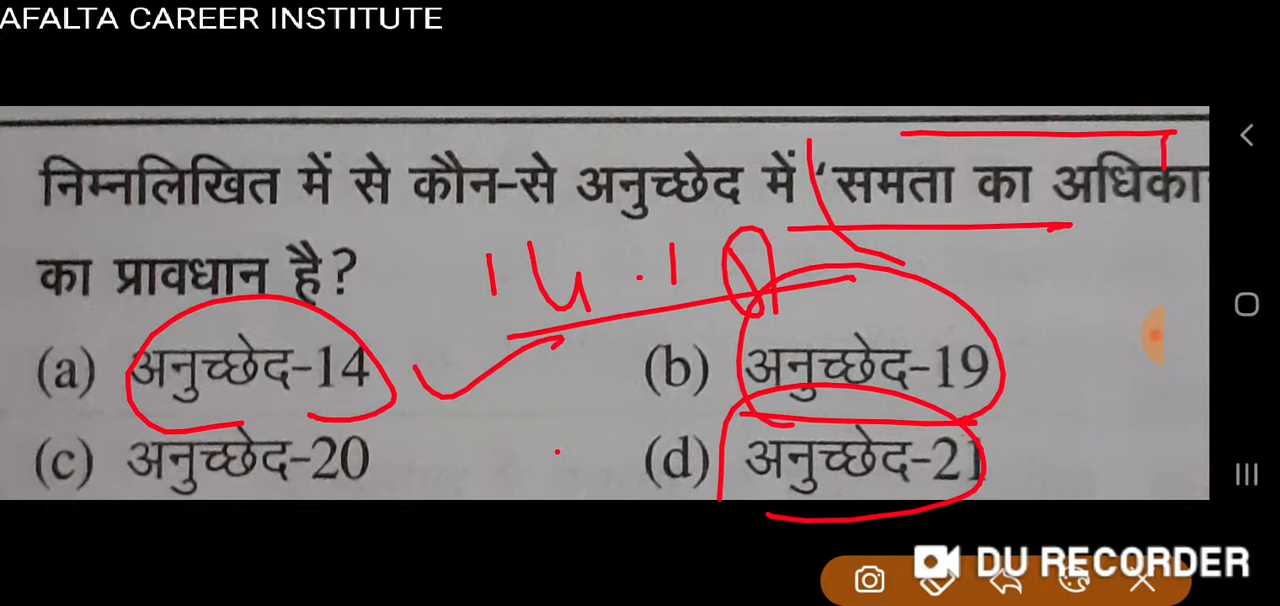 AFALTA CAREER INSTITUTE
निम्नलिखित में से कौन-से अनुच्छेद में 'समता का अधिका
का प्रावधान है?
14.1
(a) अनुच्छेद-14 (b) अनुच्छेद-19
(c) अनुच्छेद-20 (d) अनुच्छेद-21
DU RECORDER